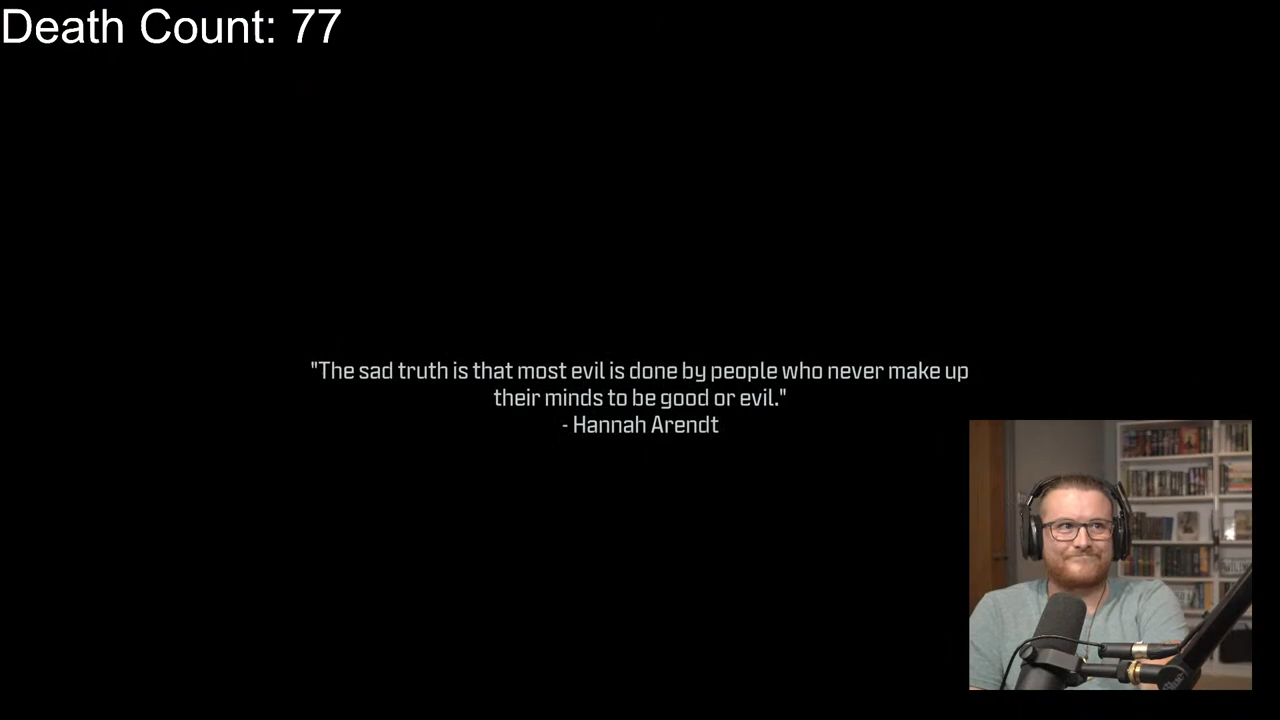 Death Count: 77
"The sad truth is that most evil is done by people who never make up
their minds to be good or evil."
- Hannah Arendt
Blue